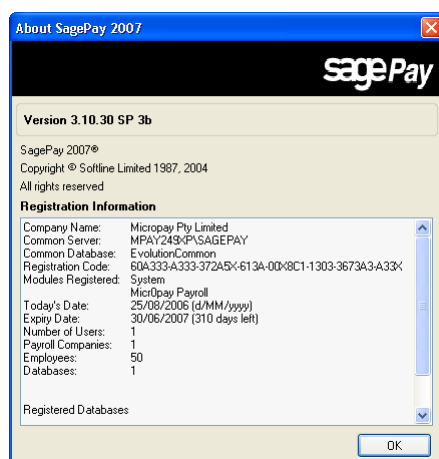 About SagePay 2007
sage Pay
Version 3.10.30 SP 3b
SagePay 2007®
Copyright © Softline Limited 1987, 2004
All rights reserved
Registration Information
Company Name: Micropay Pty Limited
Common Server: MPAY249XP\SAGEPAY
Common Database: EvolutionCommon
Registration Code: 60A333-A333-372A5X-613A-00X8C1-1303-3673A3-A33X
Modules Registered: System
Micr0pay Payroll
Today's Date: 25/08/2006 (d/MM/yyyy)
Expiry Date: 30/06/2007 (310 days left)
Number of Users: 1
Payroll Companies: 1
Employees: 50
Databases: 1
Registered Databases
OK